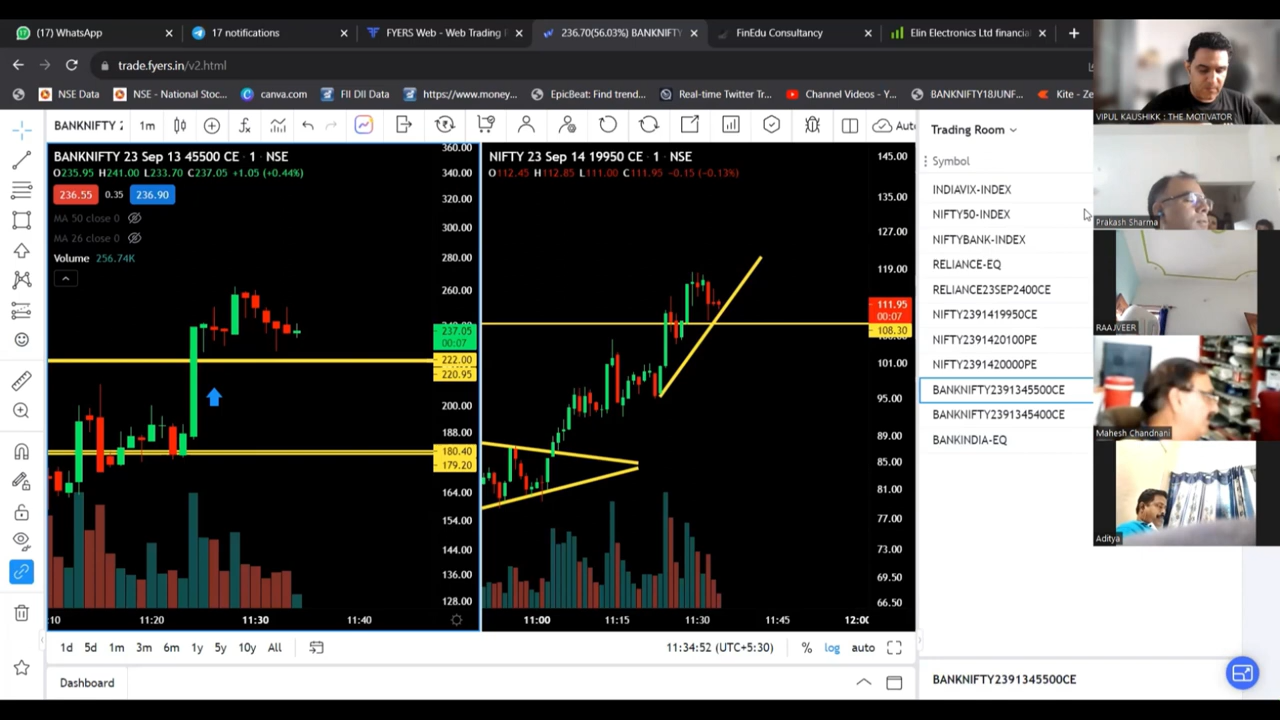 (17) WhatsApp
17 notifications
FYERS Web - Web Trading
236.70(56.03%) BANKNIFTY
FinEdu Consultancy
Elin Electronics Ltd financia
trade.fyers.in/v2.html
NSE Data
NSE - National Stoc...
canva.com
FII DII Data
https://www.money...
EpicBeat: Find trend...
Real-time Twitter Tr...
Channel Videos - Y...
BANKNIFTY18JUNF...
Kite - Ze
BANKNIFTY 2
1m
Auto
BANKNIFTY 23 Sep 13 45500 CE · 1 · NSE
O235.95 H241.00 L233.70 C237.05 +1.05 (+0.44%)
236.55
0.35
236.90
MA 50 close 0
MA 26 close 0
Volume 256.74K
360.00
340.00
320.00
300.00
280.00
260.00
237.05
00:07
222.00
220.95
200.00
188.00
180.40
179.20
164.00
154.00
144.00
136.00
128.00
:10
11:20
11:30
11:40
NIFTY 23 Sep 14 19950 CE · 1 · NSE
O112.45 H112.85 L111.00 C111.95 -0.15 (-0.13%)
145.00
135.00
127.00
119.00
111.95
00:07
108.30
101.00
95.00
89.00
85.00
81.00
77.00
73.00
69.50
66.50
11:00
11:15
11:30
11:45
12:0(
Trading Room
Symbol
INDIAVIX-INDEX
NIFTY50-INDEX
NIFTYBANK-INDEX
RELIANCE-EQ
RELIANCE23SEP2400CE
NIFTY2391419950CE
NIFTY2391420100PE
NIFTY2391420000PE
BANKNIFTY2391345500CE
BANKNIFTY2391345400CE
BANKINDIA-EQ
VIPUL KAUSHIKK : THE MOTIVATOR
Prakash Sharma
RAAJVEER
Mahesh Chandnani
Aditya
1d 5d 1m 3m 6m 1y 5y 10y All
11:34:52 (UTC+5:30)
% log auto
Dashboard
BANKNIFTY2391345500CE